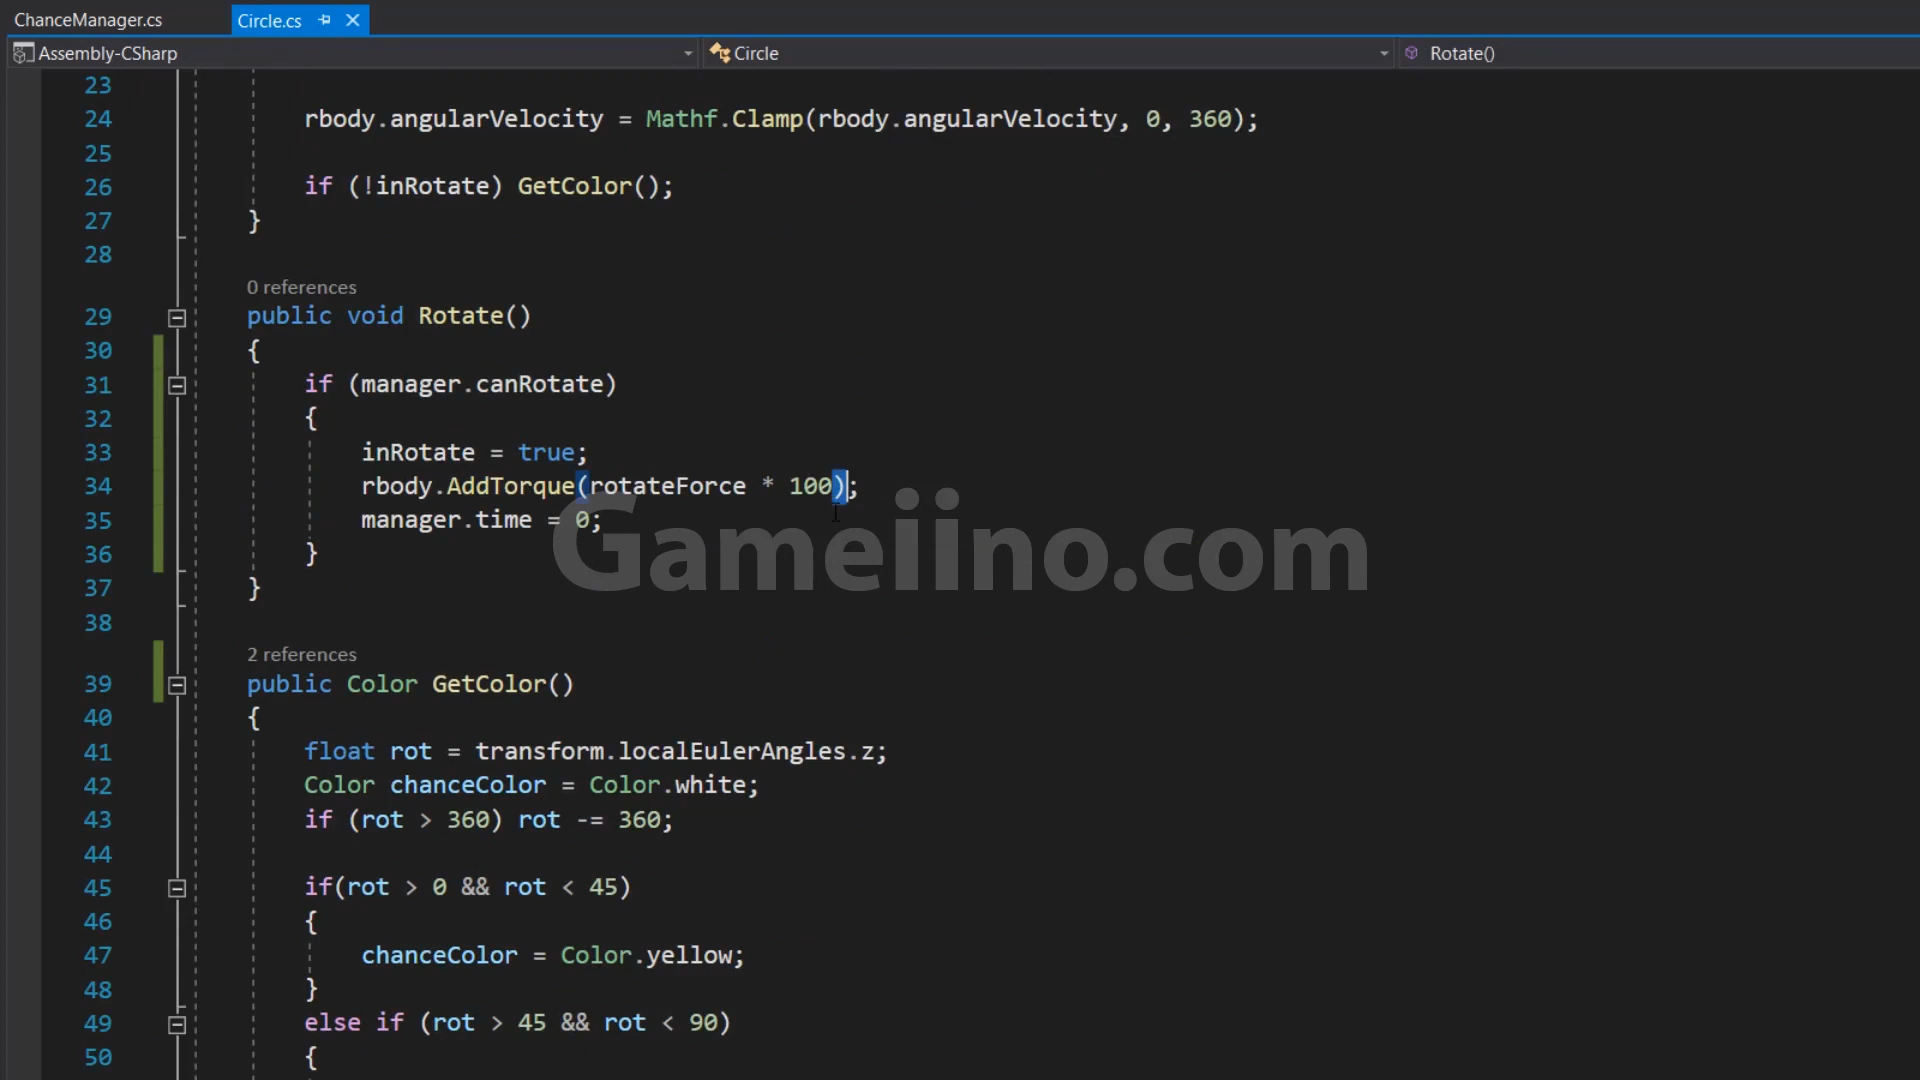 ChanceManager.cs
Circle.cs
Assembly-CSharp
Circle
Rotate()
23
24 rbody.angularVelocity = Mathf.Clamp(rbody.angularVelocity, 0, 360);
25
26 if (!inRotate) GetColor();
27 }
28
0 references
29 public void Rotate()
30 {
31 if (manager.canRotate)
32 {
33 inRotate = true;
34 rbody.AddTorque(rotateForce * 100);
35 manager.time = 0;
36 }
37 }
38
Gameiino.com
2 references
39 public Color GetColor()
40 {
41 float rot = transform.localEulerAngles.z;
42 Color chanceColor = Color.white;
43 if (rot > 360) rot -= 360;
44
45 if(rot > 0 && rot < 45)
46 {
47 chanceColor = Color.yellow;
48 }
49 else if (rot > 45 && rot < 90)
50 {